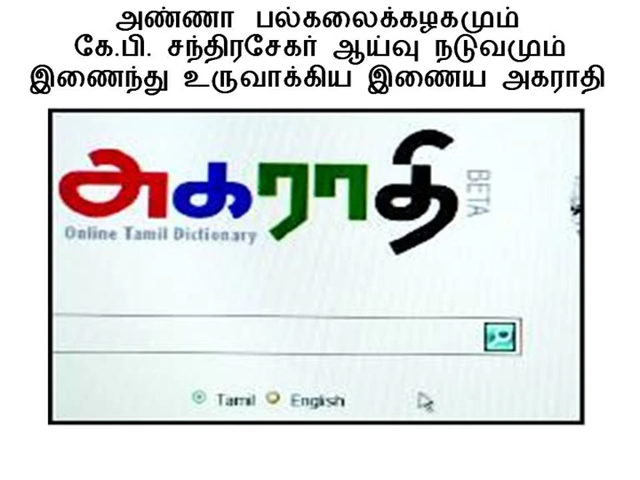 அண்ணா பல்கலைக்கழகமும்
கே.பி. சந்திரசேகர் ஆய்வு நடுவமும்
இணைந்து உருவாக்கிய இணைய அகராதி
அகராதி
BETA
Online Tamil Dictionary
Tamil English